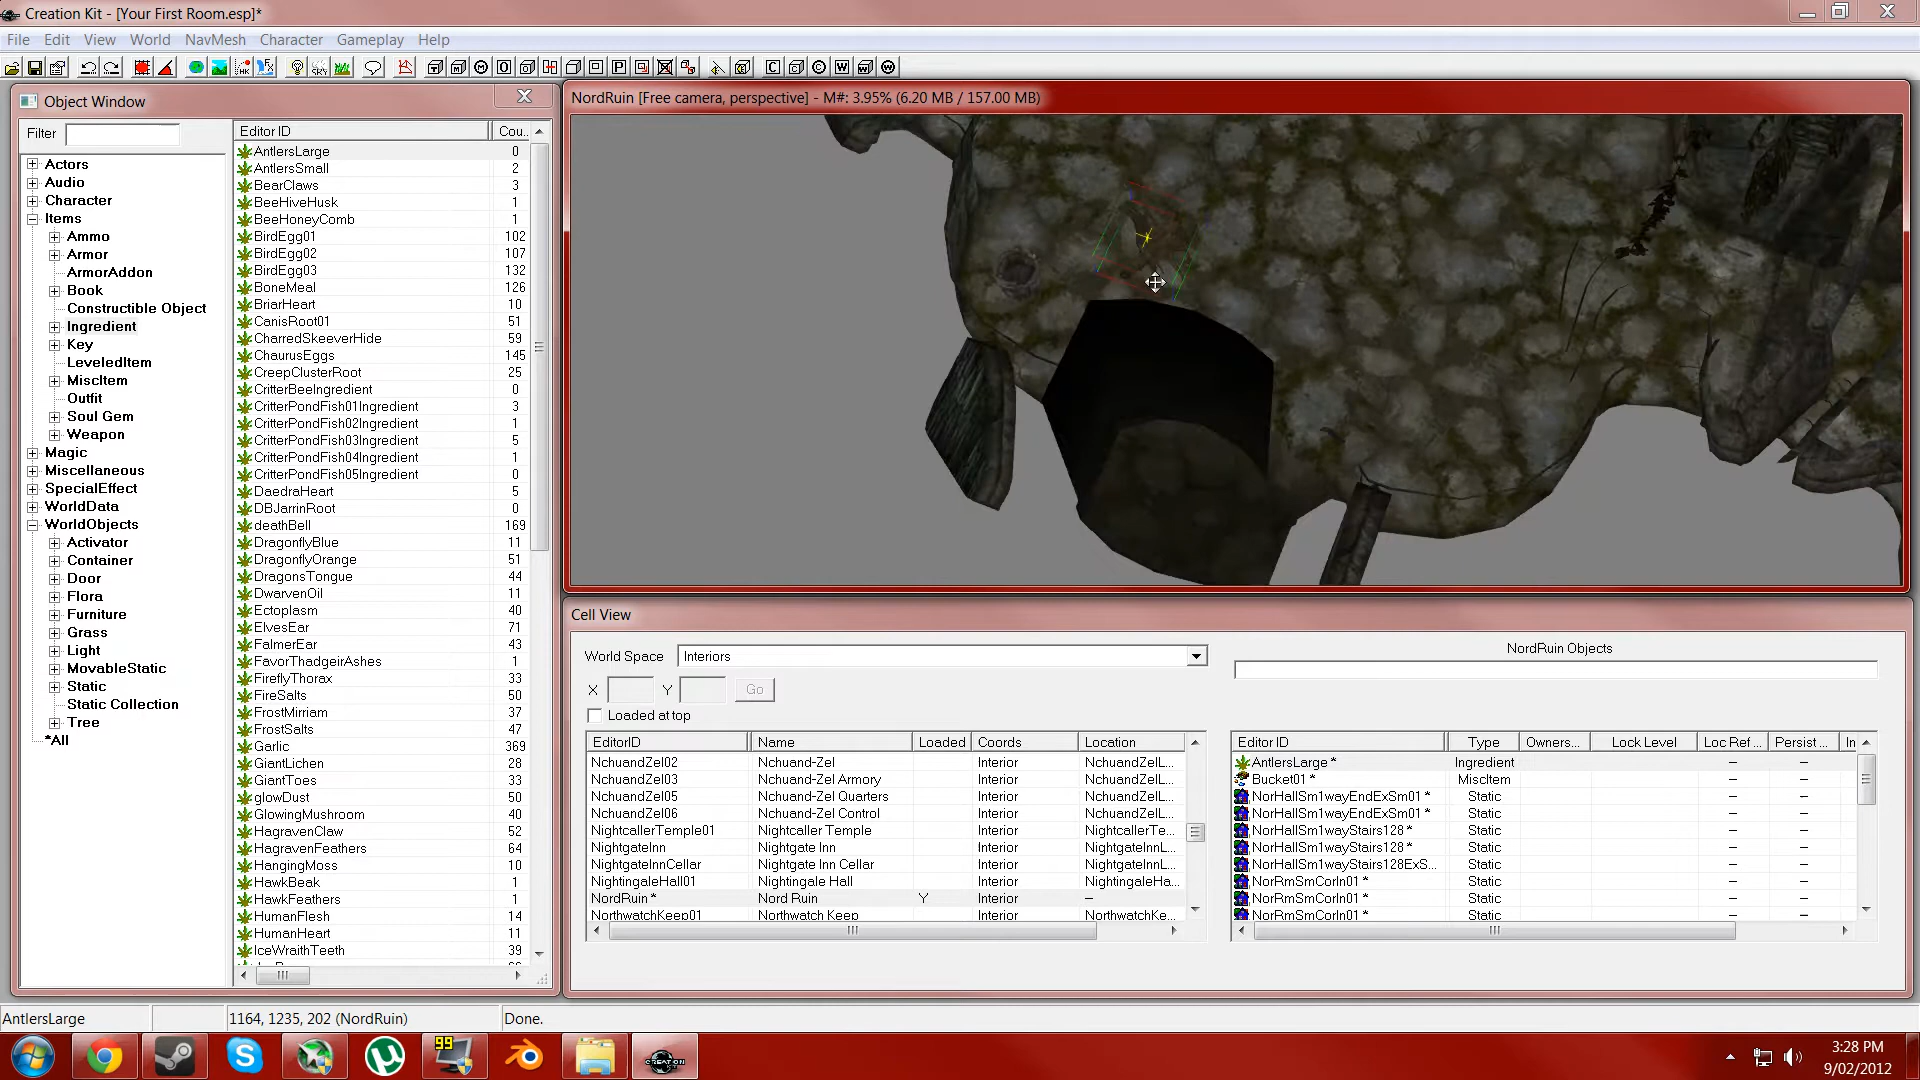 Creation Kit - [Your First Room.esp]*
File Edit View World NavMesh Character Gameplay Help
Object Window
Filter
Actors
Audio
Character
Items
Ammo
Armor
ArmorAddon
Book
Constructible Object
Ingredient
Key
LeveledItem
MiscItem
Outfit
Soul Gem
Weapon
Magic
Miscellaneous
SpecialEffect
WorldData
WorldObjects
Activator
Container
Door
Flora
Furniture
Grass
Light
MovableStatic
Static
Static Collection
Tree
*All
Editor ID Cou..
AntlersLarge 0
AntlersSmall 2
BearClaws 3
BeeHiveHusk 1
BeeHoneyComb 1
BirdEgg01 102
BirdEgg02 107
BirdEgg03 132
BoneMeal 126
BriarHeart 10
CanisRoot01 51
CharredSkeeverHide 59
ChaurusEggs 145
CreepClusterRoot 25
CritterBeeIngredient 0
CritterPondFish01Ingredient 3
CritterPondFish02Ingredient 1
CritterPondFish03Ingredient 5
CritterPondFish04Ingredient 1
CritterPondFish05Ingredient 0
DaedraHeart 5
DBJarrinRoot 0
deathBell 169
DragonflyBlue 11
DragonflyOrange 51
DragonsTongue 44
DwarvenOil 11
Ectoplasm 40
ElvesEar 71
FalmerEar 43
FavorThadgeirAshes 1
FireflyThorax 33
FireSalts 50
FrostMirriam 37
FrostSalts 47
Garlic 369
GiantLichen 28
GiantToes 33
glowDust 50
GlowingMushroom 40
HagravenClaw 52
HagravenFeathers 64
HangingMoss 10
HawkBeak 1
HawkFeathers 1
HumanFlesh 14
HumanHeart 11
IceWraithTeeth 39
NordRuin [Free camera, perspective] - M#: 3.95% (6.20 MB / 157.00 MB)
Cell View
World Space Interiors
X Y Go
Loaded at top
EditorID Name Loaded Coords Location
NchuandZel02 Nchuand-Zel Interior NchuandZelL...
NchuandZel03 Nchuand-Zel Armory Interior NchuandZelL...
NchuandZel05 Nchuand-Zel Quarters Interior NchuandZelL...
NchuandZel06 Nchuand-Zel Control Interior NchuandZelL...
NightcallerTemple01 Nightcaller Temple Interior NightcallerTe...
NightgateInn Nightgate Inn Interior NightgateInnL...
NightgateInnCellar Nightgate Inn Cellar Interior NightgateInnL...
NightingaleHall01 Nightingale Hall Interior NightingaleHa...
NordRuin * Nord Ruin Y Interior –
NorthwatchKeep01 Northwatch Keep Interior NorthwatchKe...
NordRuin Objects
Editor ID Type Owners... Lock Level Loc Ref ... Persist ... In
AntlersLarge * Ingredient – –
Bucket01 * MiscItem – –
NorHallSm1wayEndExSm01 * Static – –
NorHallSm1wayEndExSm01 * Static – –
NorHallSm1wayStairs128 * Static – –
NorHallSm1wayStairs128 * Static – –
NorHallSm1wayStairs128ExS... Static – –
NorRmSmCorIn01 * Static – –
NorRmSmCorIn01 * Static – –
NorRmSmCorIn01 * Static – –
AntlersLarge 1164, 1235, 202 (NordRuin) Done.
99
CREATION
3:28 PM
9/02/2012